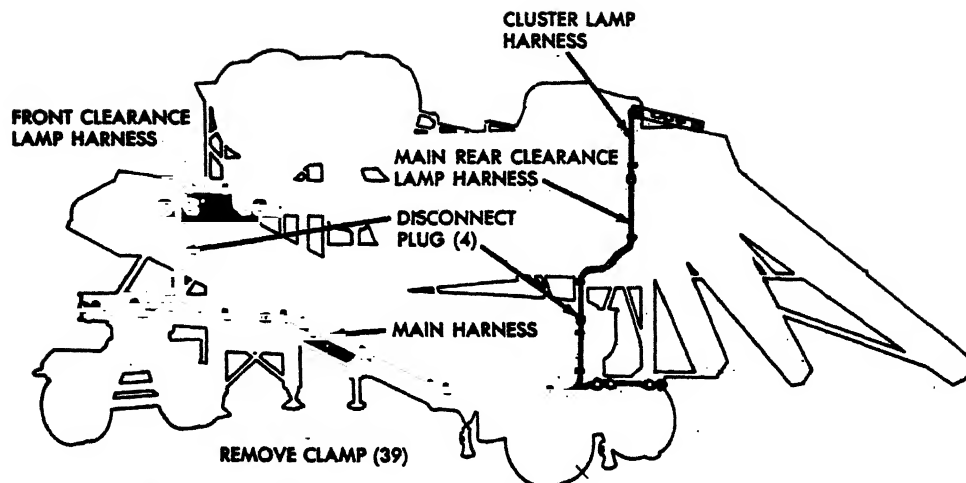 CLUSTER LAMP
HARNESS
FRONT CLEARANCE
LAMP HARNESS
MAIN REAR CLEARANCE
LAMP HARNESS
DISCONNECT
PLUG (4)
MAIN HARNESS
REMOVE CLAMP (39)